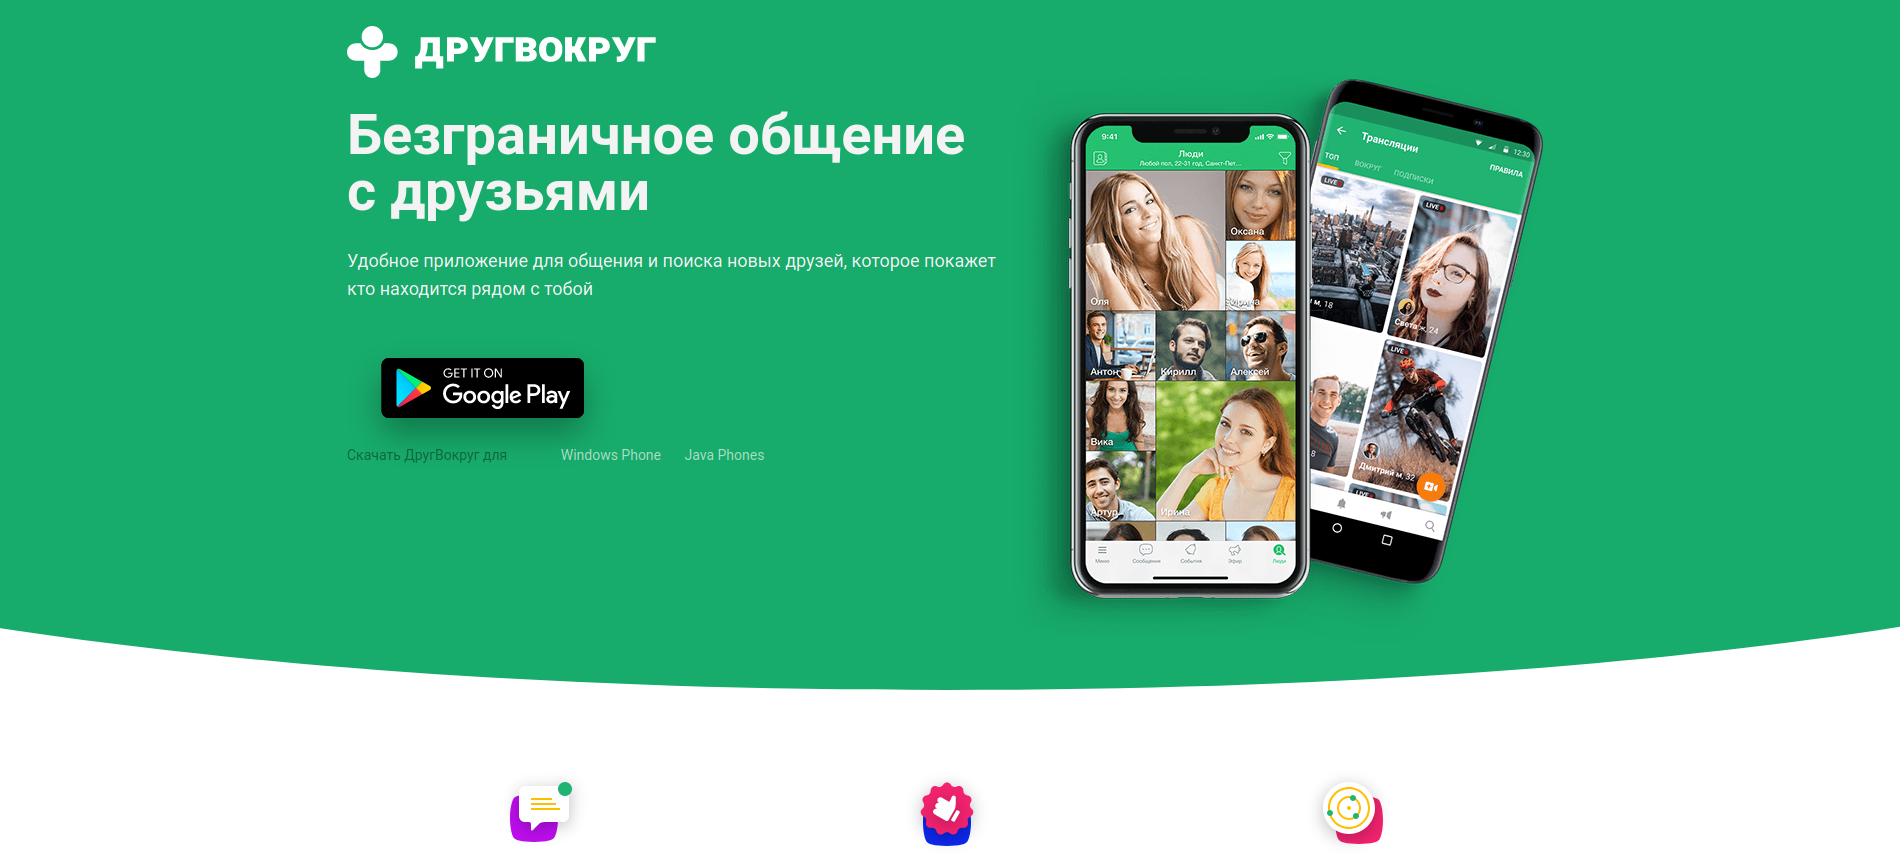 ДРУГВОКРУГ
Безграничное общение
с друзьями
Удобное приложение для общения и поиска новых друзей, которое покажет
кто находится рядом с тобой
GET IT ON
Google Play
Скачать ДругВокруг для
Windows Phone
Java Phones
9:41
Люди
Любой пол, 22-31 год, Санкт-Пет...
Оля
Оксана
Ирина
Антон
Кирилл
Алексей
Вика
Артур
Ирина
Меню
Сообщения
События
Эфир
Люди
12:30
Трансляции
ПРАВИЛА
ТОП
ВОКРУГ
ПОДПИСКИ
LIVE
LIVE
м, 18
Света ж, 24
LIVE
8
Дмитрий м, 32
LIVE